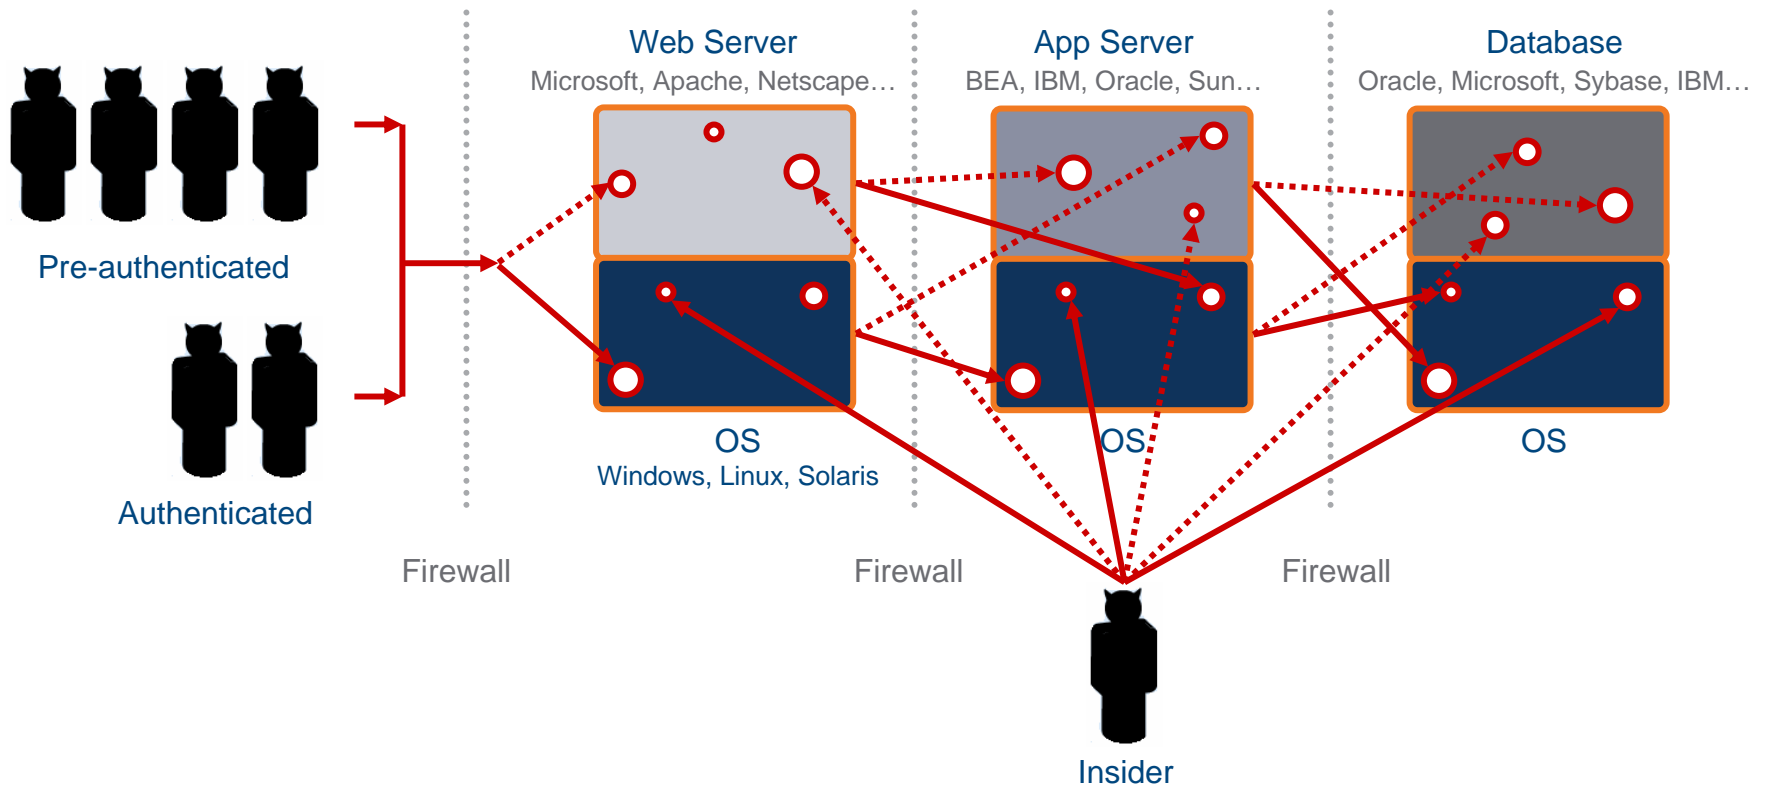 Web Server
Microsoft, Apache, Netscape…
App Server
BEA, IBM, Oracle, Sun…
Database
Oracle, Microsoft, Sybase, IBM…
Pre-authenticated
Authenticated
OS
Windows, Linux, Solaris
OS
OS
Firewall
Firewall
Firewall
Insider